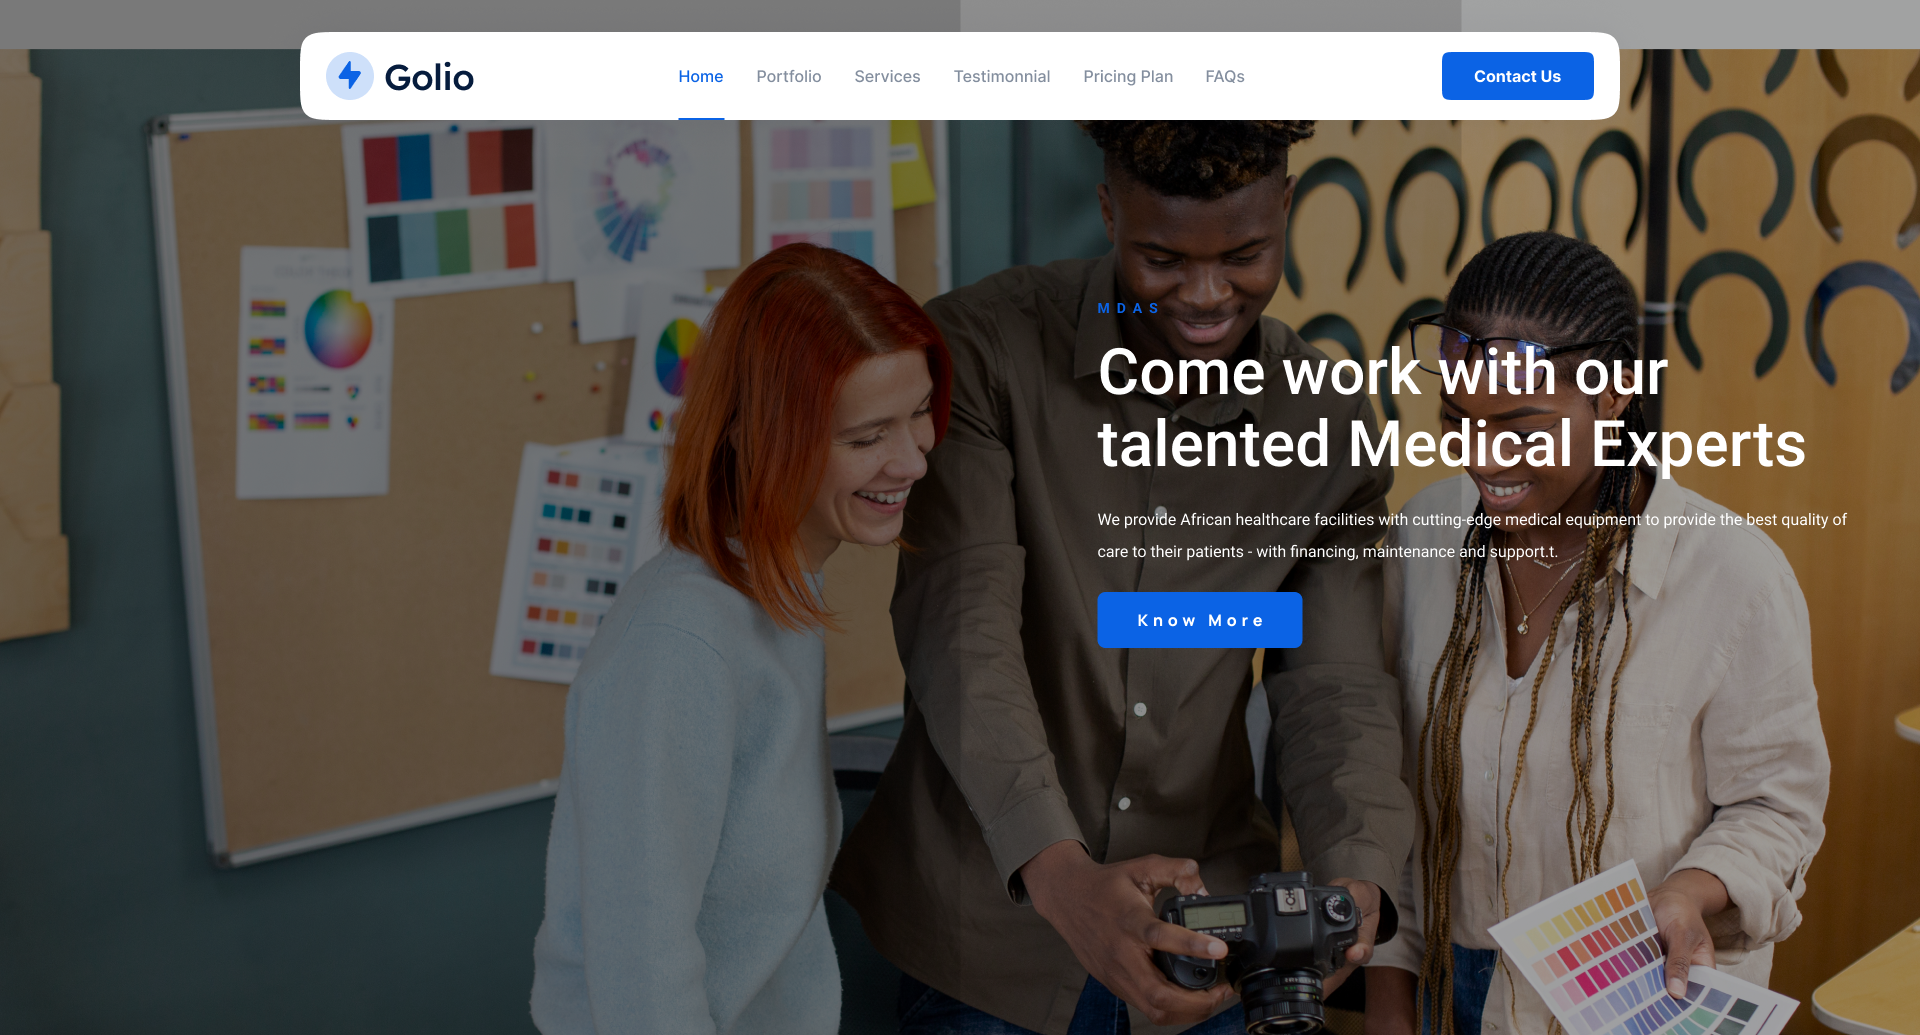 Golio
Home
Portfolio
Services
Testimonnial
Pricing Plan
FAQs
Contact Us
MDAS
Come work with our
talented Medical Experts
We provide African healthcare facilities with cutting-edge medical equipment to provide the best quality of
care to their patients - with financing, maintenance and support.t.
Know More